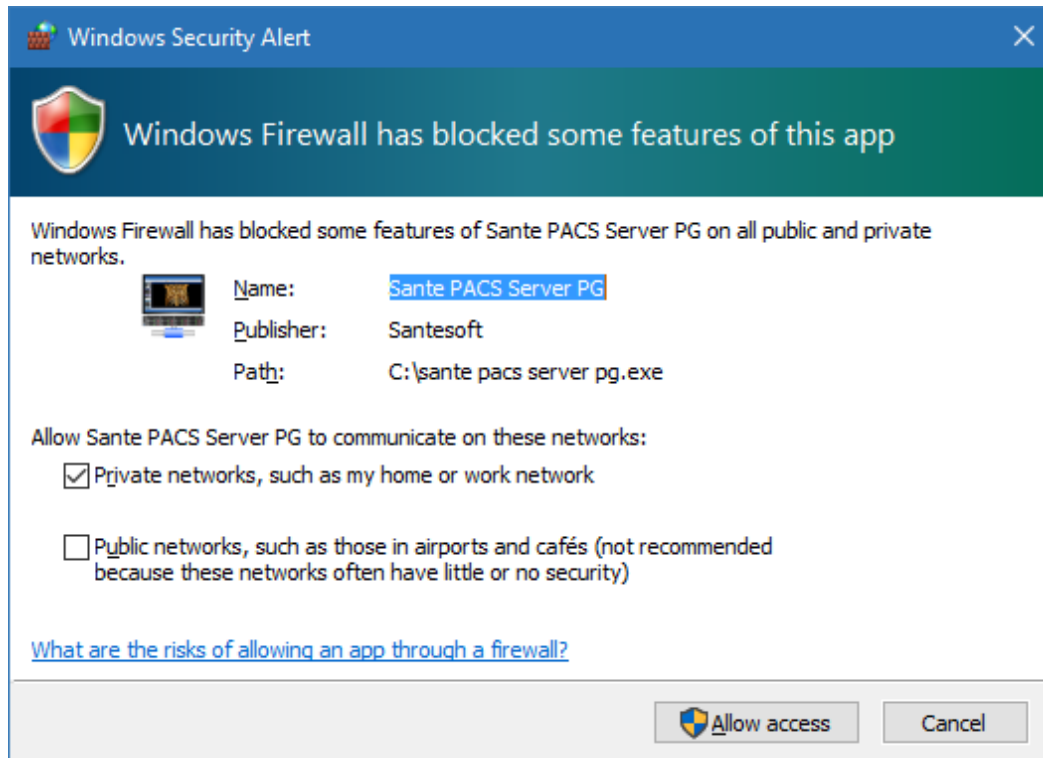 Windows Security Alert
Windows Firewall has blocked some features of this app
Windows Firewall has blocked some features of Sante PACS Server PG on all public and private
networks.
Name: Sante PACS Server PG
Publisher: Santesoft
Path: C:\sante pacs server pg.exe
Allow Sante PACS Server PG to communicate on these networks:
Private networks, such as my home or work network
Public networks, such as those in airports and cafés (not recommended
because these networks often have little or no security)
What are the risks of allowing an app through a firewall?
Allow access Cancel